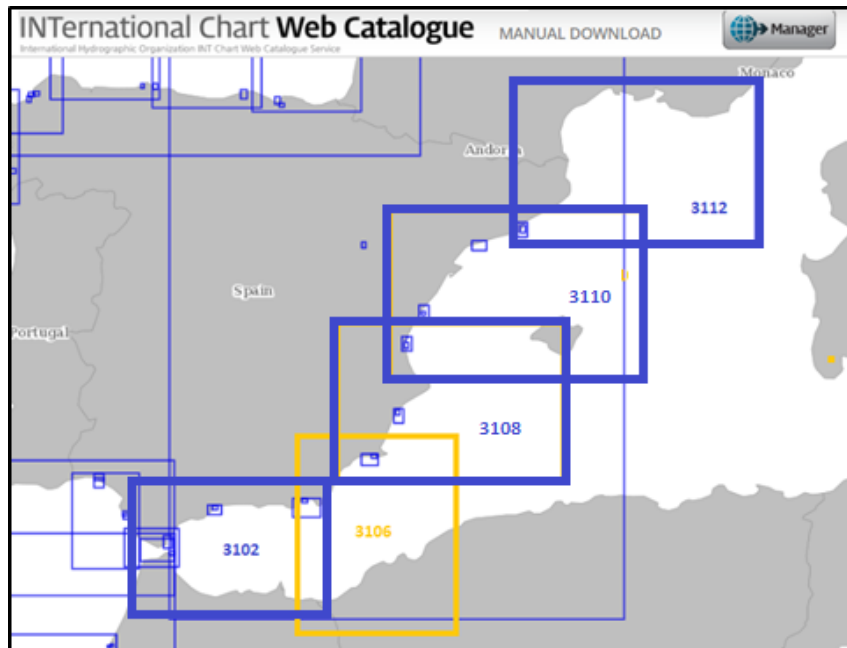 INTernational Chart Web Catalogue MANUAL DOWNLOAD Manager
International Hydrographic Organization INT Chart Web Catalogue Service
Monaco
Andorra
3112
Spain
3110
Portugal
3108
3106
3102